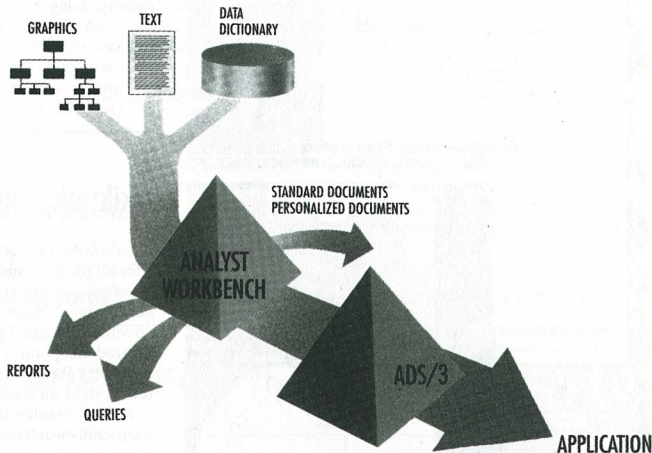 GRAPHICS
TEXT
DATA
DICTIONARY
STANDARD DOCUMENTS
PERSONALIZED DOCUMENTS
ANALYST
WORKBENCH
ADS/3
REPORTS
QUERIES
APPLICATION